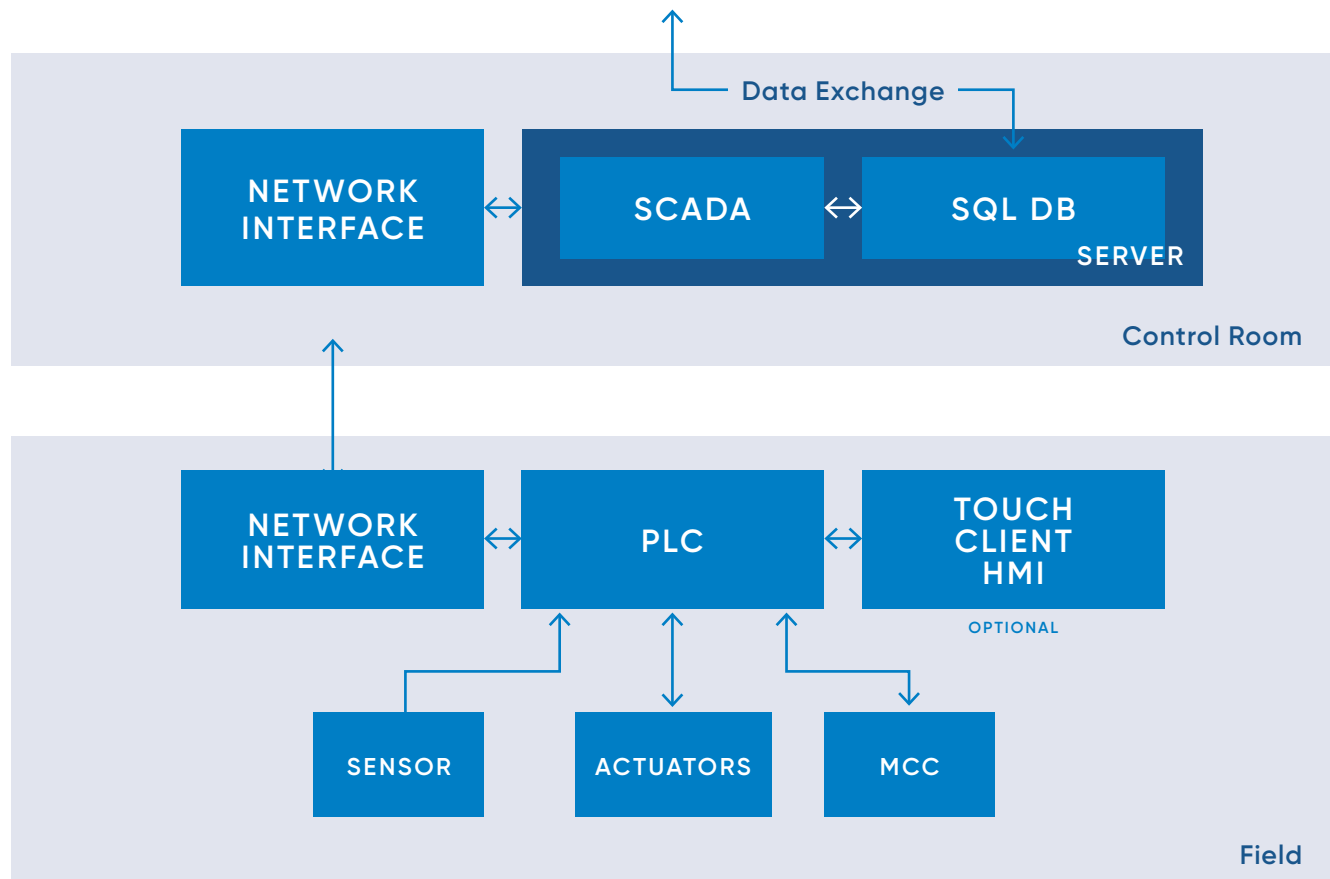 Data Exchange
NETWORK
INTERFACE
SCADA
SQL DB
SERVER
Control Room
NETWORK
INTERFACE
PLC
TOUCH
CLIENT
HMI
OPTIONAL
SENSOR
ACTUATORS
MCC
Field